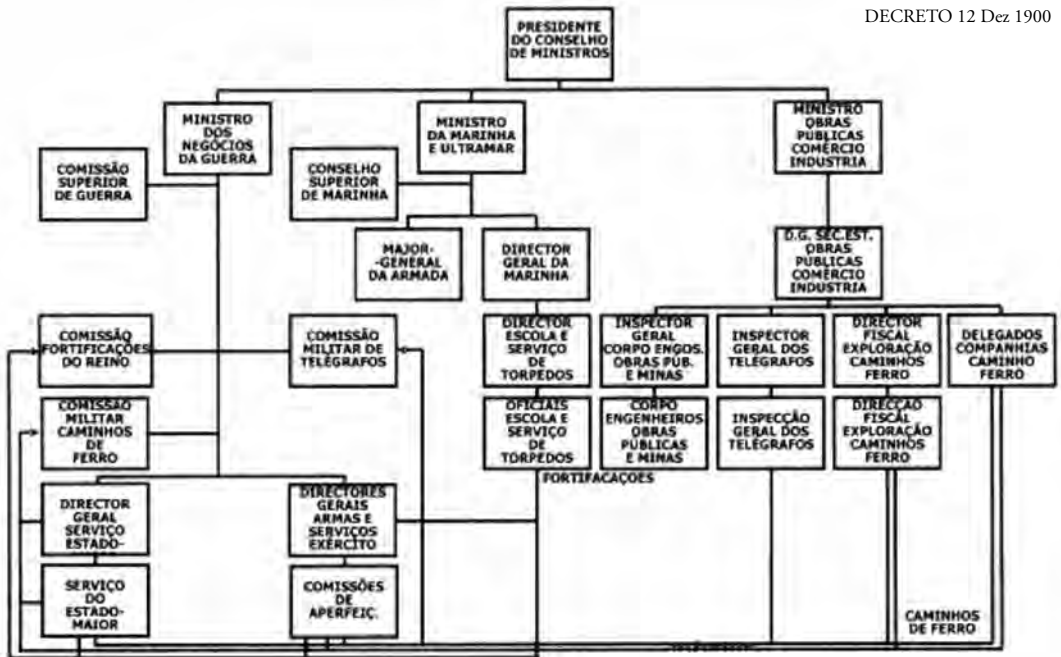 DECRETO 12 Dez 1900
PRESIDENTE
DO CONSELHO
DE MINISTROS
MINISTRO
DOS
NEGÓCIOS
DA GUERRA
MINISTRO
DA MARINHA
E ULTRAMAR
MINISTRO
OBRAS
PÚBLICAS
COMÉRCIO
INDUSTRIA
COMISSÃO
SUPERIOR
DE GUERRA
CONSELHO
SUPERIOR
DE MARINHA
MAJOR-
-GENERAL
DA ARMADA
DIRECTOR
GERAL DA
MARINHA
D.G. SEC.EST.
OBRAS
PÚBLICAS
COMÉRCIO
INDUSTRIA
COMISSÃO
FORTIFICAÇÕES
DO REINO
COMISSÃO
MILITAR DE
TELÉGRAFOS
DIRECTOR
ESCOLA E
SERVIÇO
DE
TORPEDOS
INSPECTOR
GERAL
CORPO ENGOS.
OBRAS PÚB.
E MINAS
INSPECTOR
GERAL DOS
TELÉGRAFOS
DIRECTOR
FISCAL
EXPLORAÇÃO
CAMINHOS
FERRO
DELEGADOS
COMPANHIAS
CAMINHO
FERRO
COMISSÃO
MILITAR
CAMINHOS
DE
FERRO
OFICIAIS
ESCOLA E
SERVIÇO
DE
TORPEDOS
CORPO
ENGENHEIROS
OBRAS
PÚBLICAS
E MINAS
INSPECÇÃO
GERAL DOS
TELÉGRAFOS
DIRECÇÃO
FISCAL
EXPLORAÇÃO
CAMINHOS
FERRO
FORTIFACAÇOES
DIRECTOR
GERAL
SERVIÇO
ESTADO-
DIRECTORES
GERAIS
ARMAS E
SERVIÇOS
EXÉRCITO
SERVIÇO
DO
ESTADO-
MAIOR
COMISSÕES
DE
APERFEIÇ.
CAMINHOS
DE FERRO